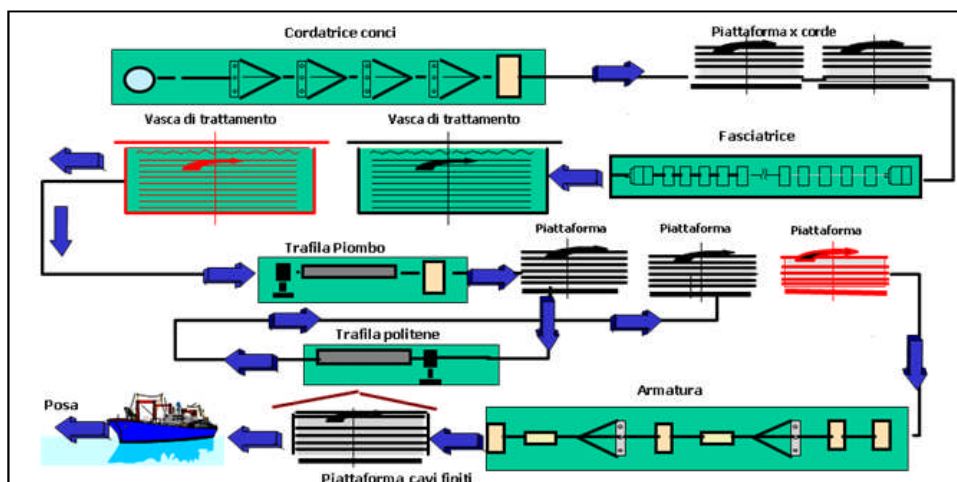 Cordatrice conci
Piattaforma x corde
Vasca di trattamento
Vasca di trattamento
Fasciatrice
Piattaforma
Piattaforma
Piattaforma
Trafila Piombo
Trafila politene
Armatura
Posa
Piattaforma cavi finiti